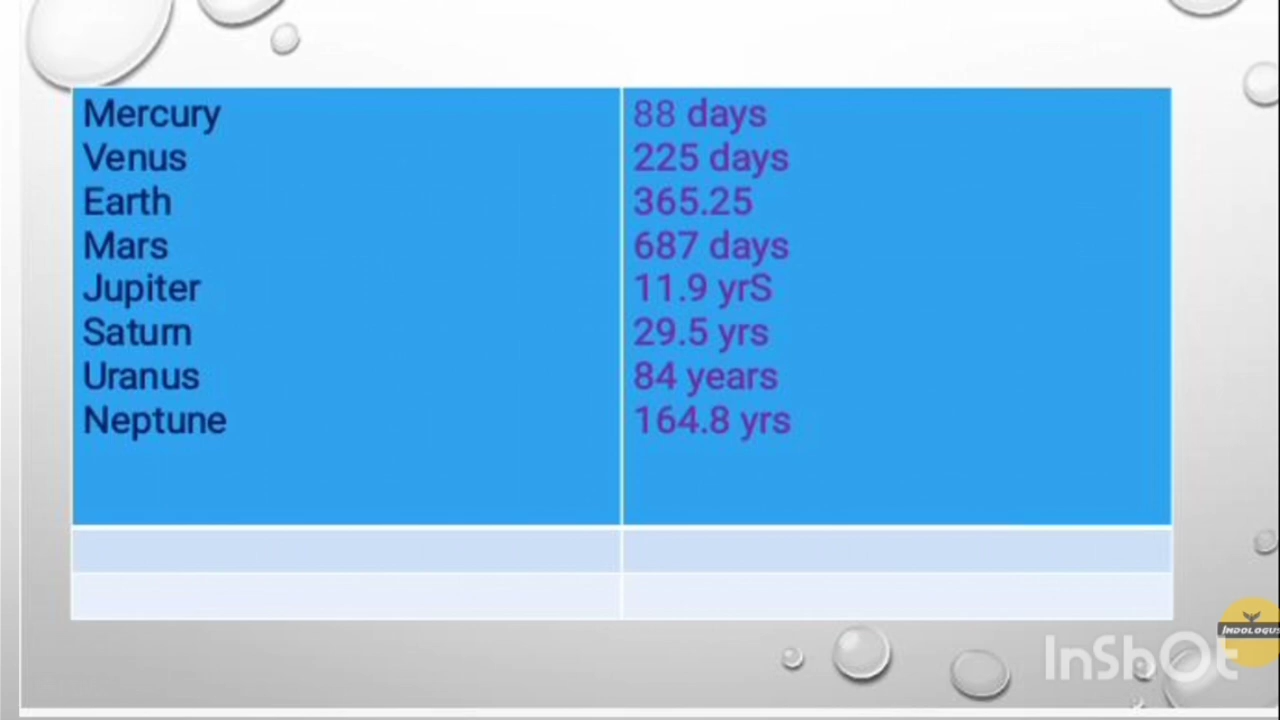 Mercury 88 days
Venus 225 days
Earth 365.25
Mars 687 days
Jupiter 11.9 yrS
Saturn 29.5 yrs
Uranus 84 years
Neptune 164.8 yrs
INDOLOGUS
InShOt